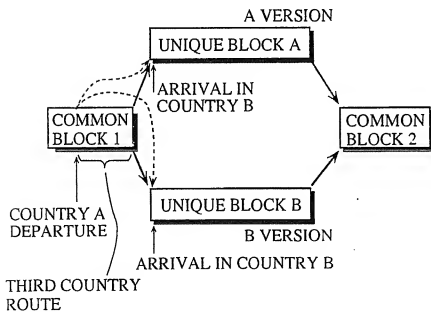 A VERSION
UNIQUE BLOCK A
ARRIVAL IN
COUNTRY B
COMMON
BLOCK 1
COMMON
BLOCK 2
UNIQUE BLOCK B
COUNTRY A
DEPARTURE
B VERSION
ARRIVAL IN COUNTRY B
THIRD COUNTRY
ROUTE